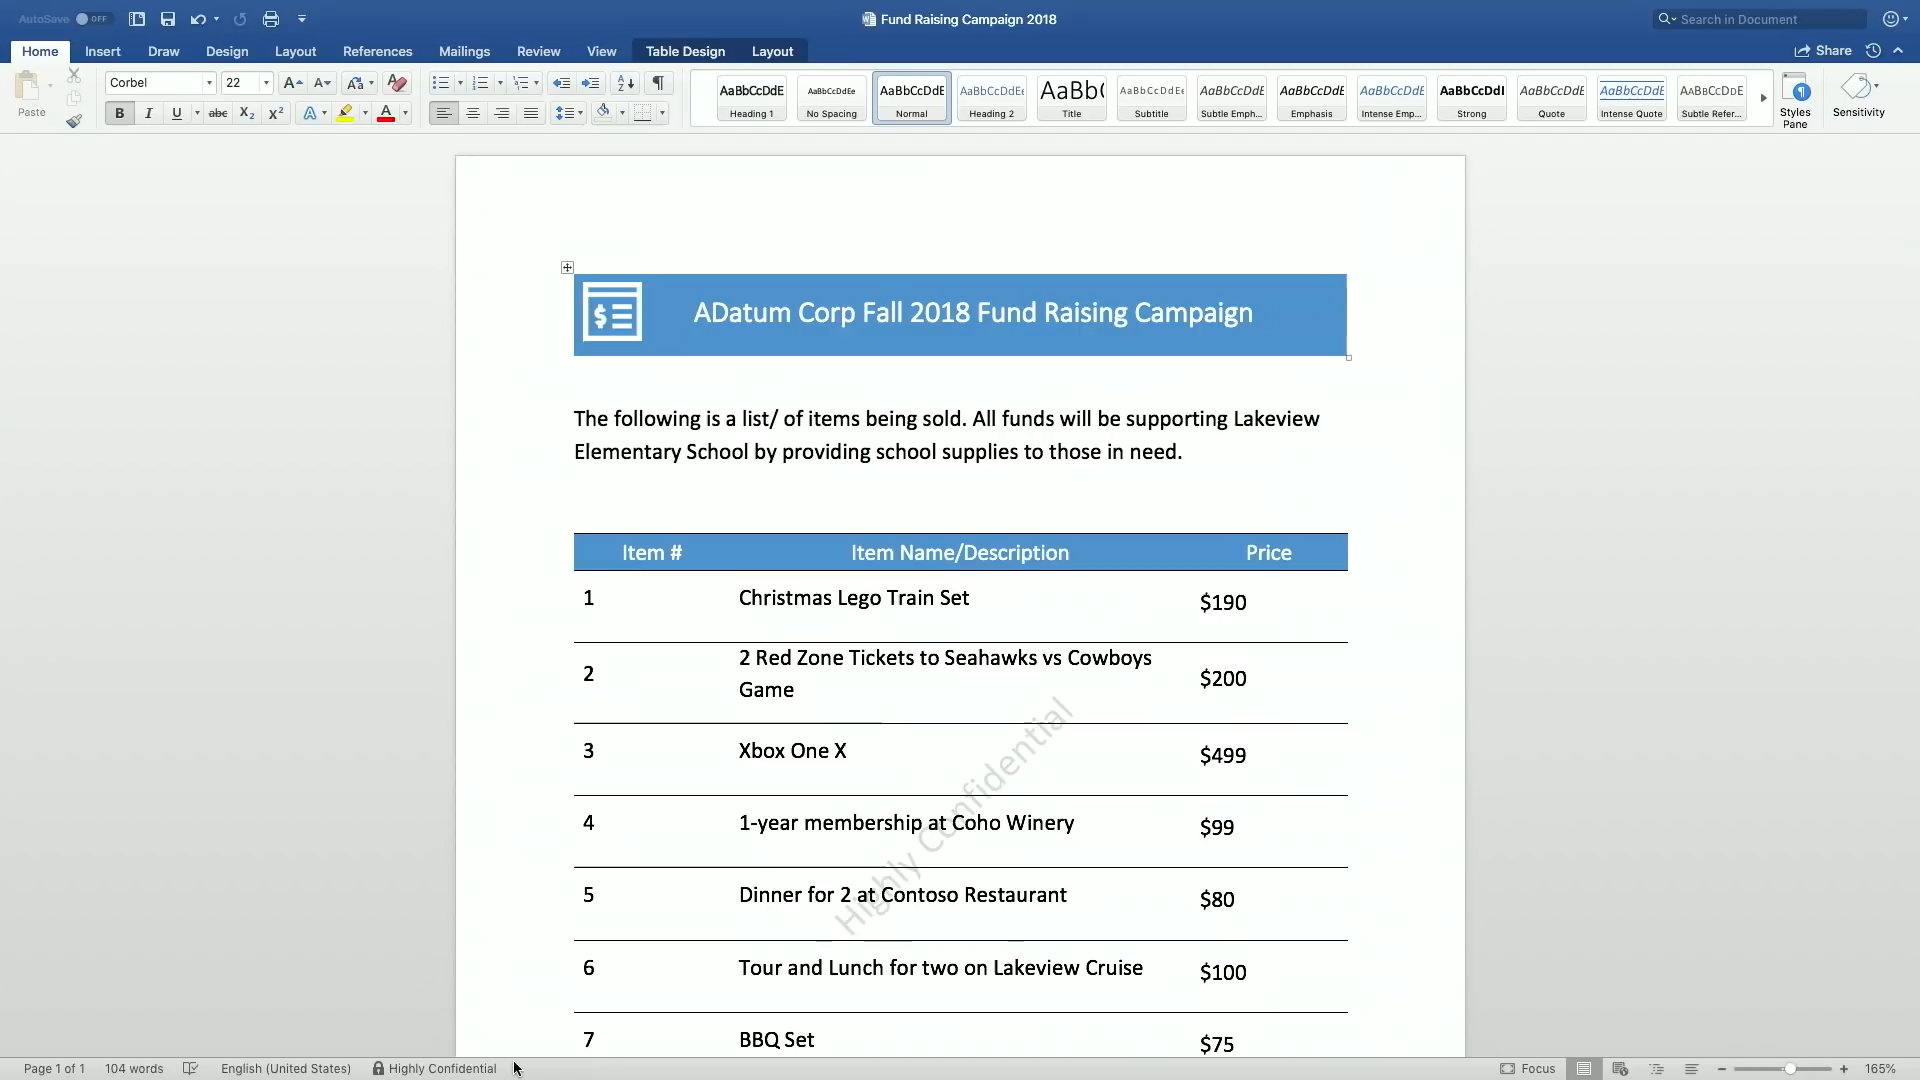 AutoSave OFF
Fund Raising Campaign 2018
Search in Document
Home Insert Draw Design Layout References Mailings Review View Table Design Layout
Share
Paste
Corbel 22
B I U abc X2 X2 A A
AaBbCcDdE AaBbCcDdEe AaBbCcDdE AaBbCcDdEe AaBb( AaBbCcDdEe AaBbCcDdE AaBbCcDdE AaBbCcDdE AaBbCcDdI AaBbCcDdE AaBbCcDdE AABBCCDDE
Heading 1 No Spacing Normal Heading 2 Title Subtitle Subtle Emph... Emphasis Intense Emp... Strong Quote Intense Quote Subtle Refer...
Styles
Pane
Sensitivity
ADatum Corp Fall 2018 Fund Raising Campaign
The following is a list/ of items being sold. All funds will be supporting Lakeview
Elementary School by providing school supplies to those in need.
Item # Item Name/Description Price
1 Christmas Lego Train Set $190
2 2 Red Zone Tickets to Seahawks vs Cowboys
Game $200
3 Xbox One X $499
4 1-year membership at Coho Winery $99
5 Dinner for 2 at Contoso Restaurant $80
6 Tour and Lunch for two on Lakeview Cruise $100
7 BBQ Set $75
Highly Confidential
Page 1 of 1 104 words English (United States) Highly Confidential
Focus 165%